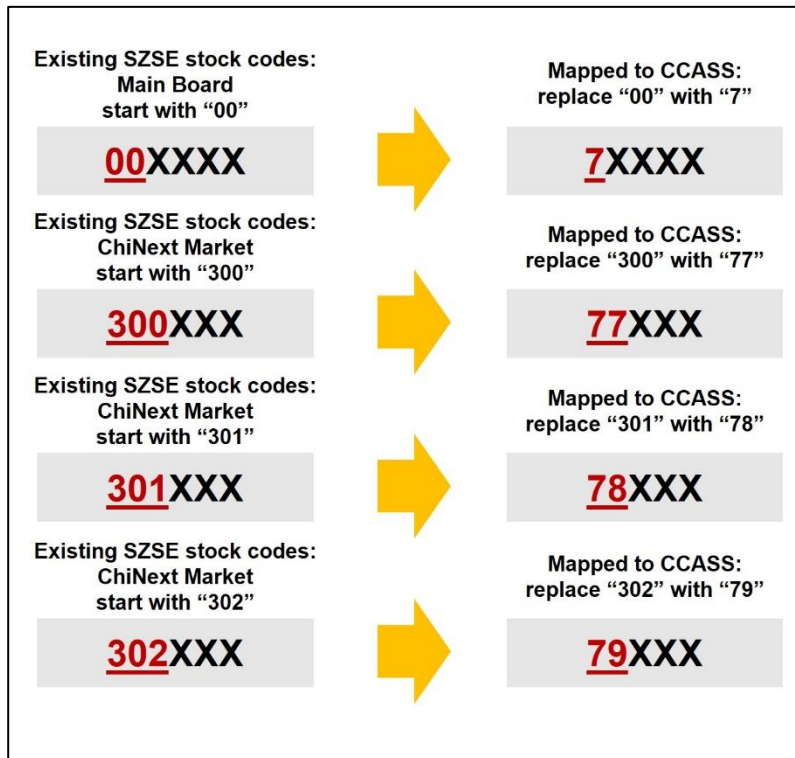 Existing SZSE stock codes:
Main Board
start with “00”
00XXXX
Mapped to CCASS:
replace “00” with “7”
7XXXX
Existing SZSE stock codes:
ChiNext Market
start with “300”
300XXX
Mapped to CCASS:
replace “300” with “77”
77XXX
Existing SZSE stock codes:
ChiNext Market
start with “301”
301XXX
Mapped to CCASS:
replace “301” with “78”
78XXX
Existing SZSE stock codes:
ChiNext Market
start with “302”
302XXX
Mapped to CCASS:
replace “302” with “79”
79XXX